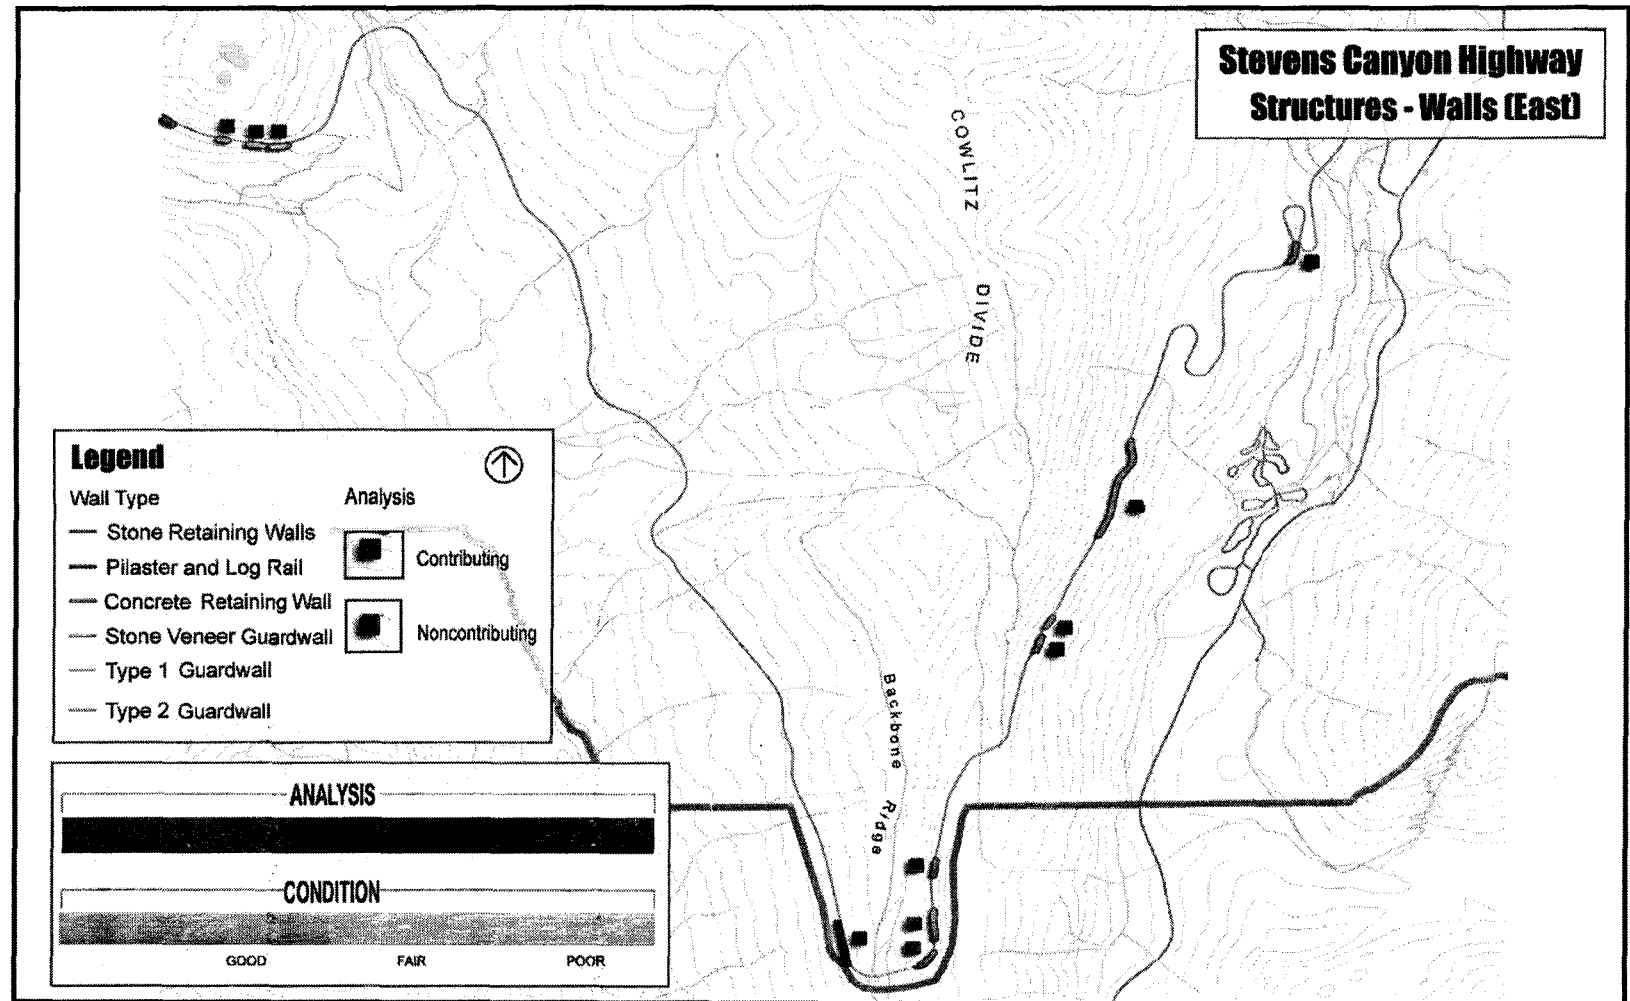 Stevens Canyon Highway
Structures - Walls (East)
COWLITZ
DIVIDE
Legend
Wall Type
Analysis
Stone Retaining Walls
Pilaster and Log Rail
Contributing
Concrete Retaining Wall
Stone Veneer Guardwall
Noncontributing
Type 1 Guardwall
Type 2 Guardwall
Backbone
Ridge
ANALYSIS
CONDITION
GOOD FAIR POOR